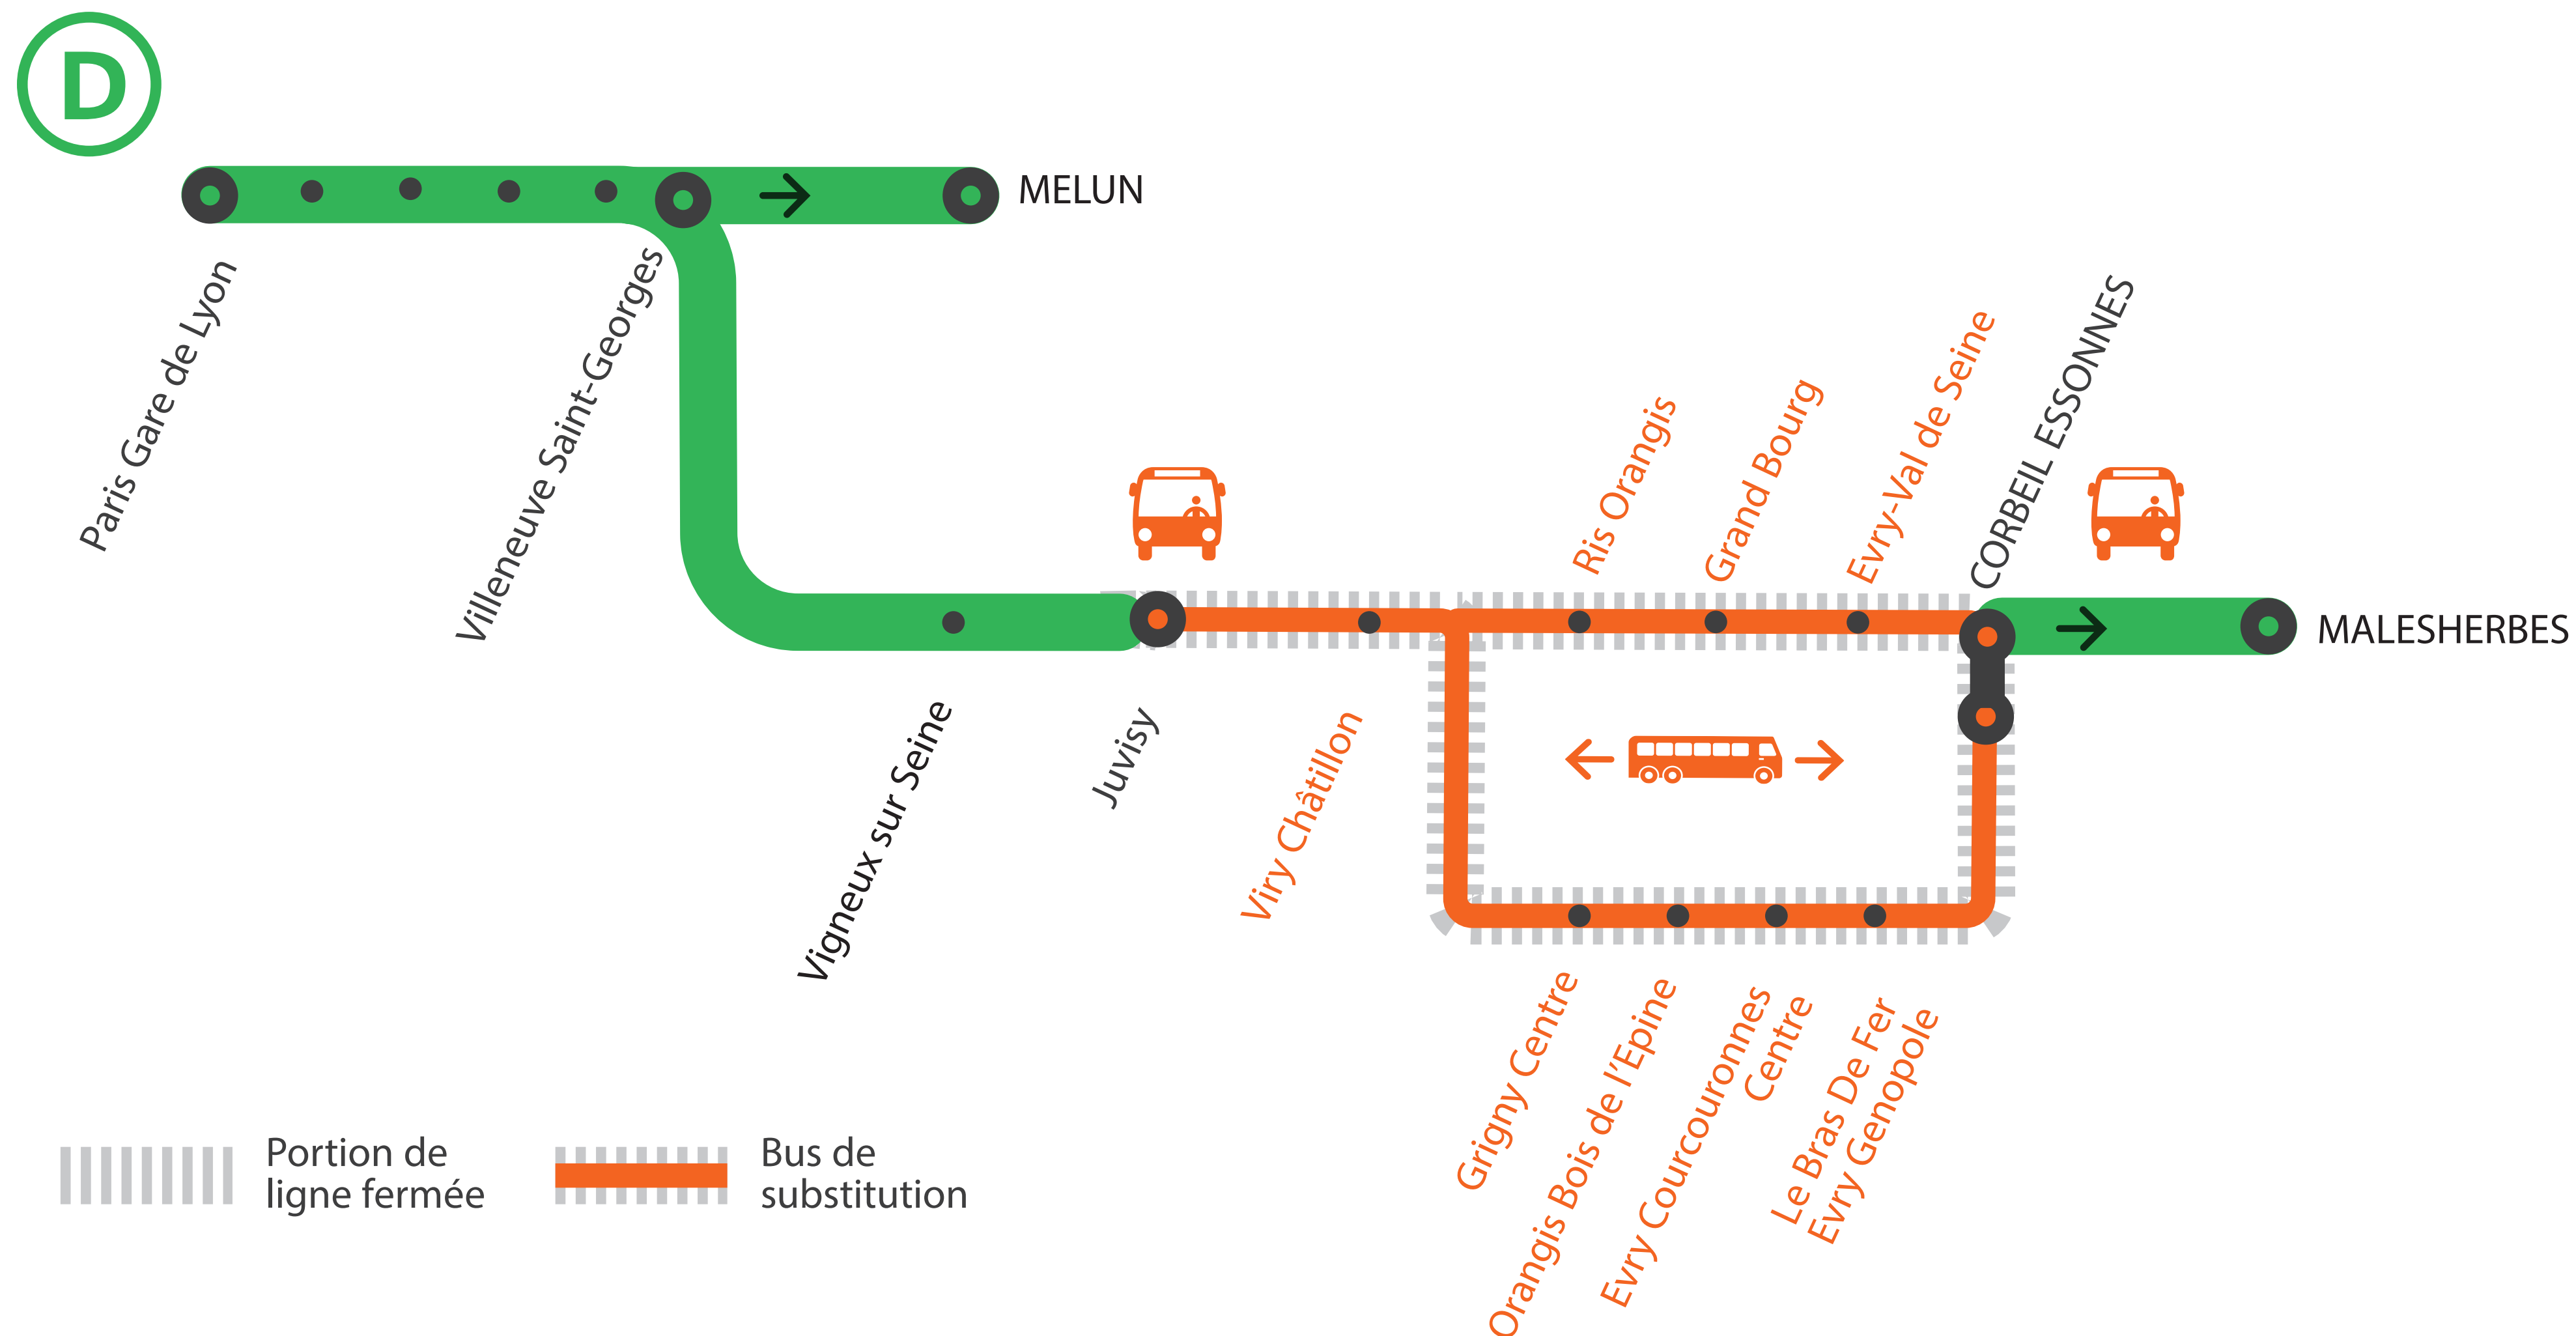 D
MELUN
Paris Gare de Lyon
Villeneuve Saint-Georges
Vigneux sur Seine
Juvisy
Viry Châtillon
Ris Orangis
Grand Bourg
Evry-Val de Seine
CORBEIL ESSONNES
MALESHERBES
Grigny Centre
Orangis Bois de l'Epine
Evry Courcouronnes
Centre
Le Bras De Fer
Evry Genopole
Portion de
ligne fermée
Bus de
substitution